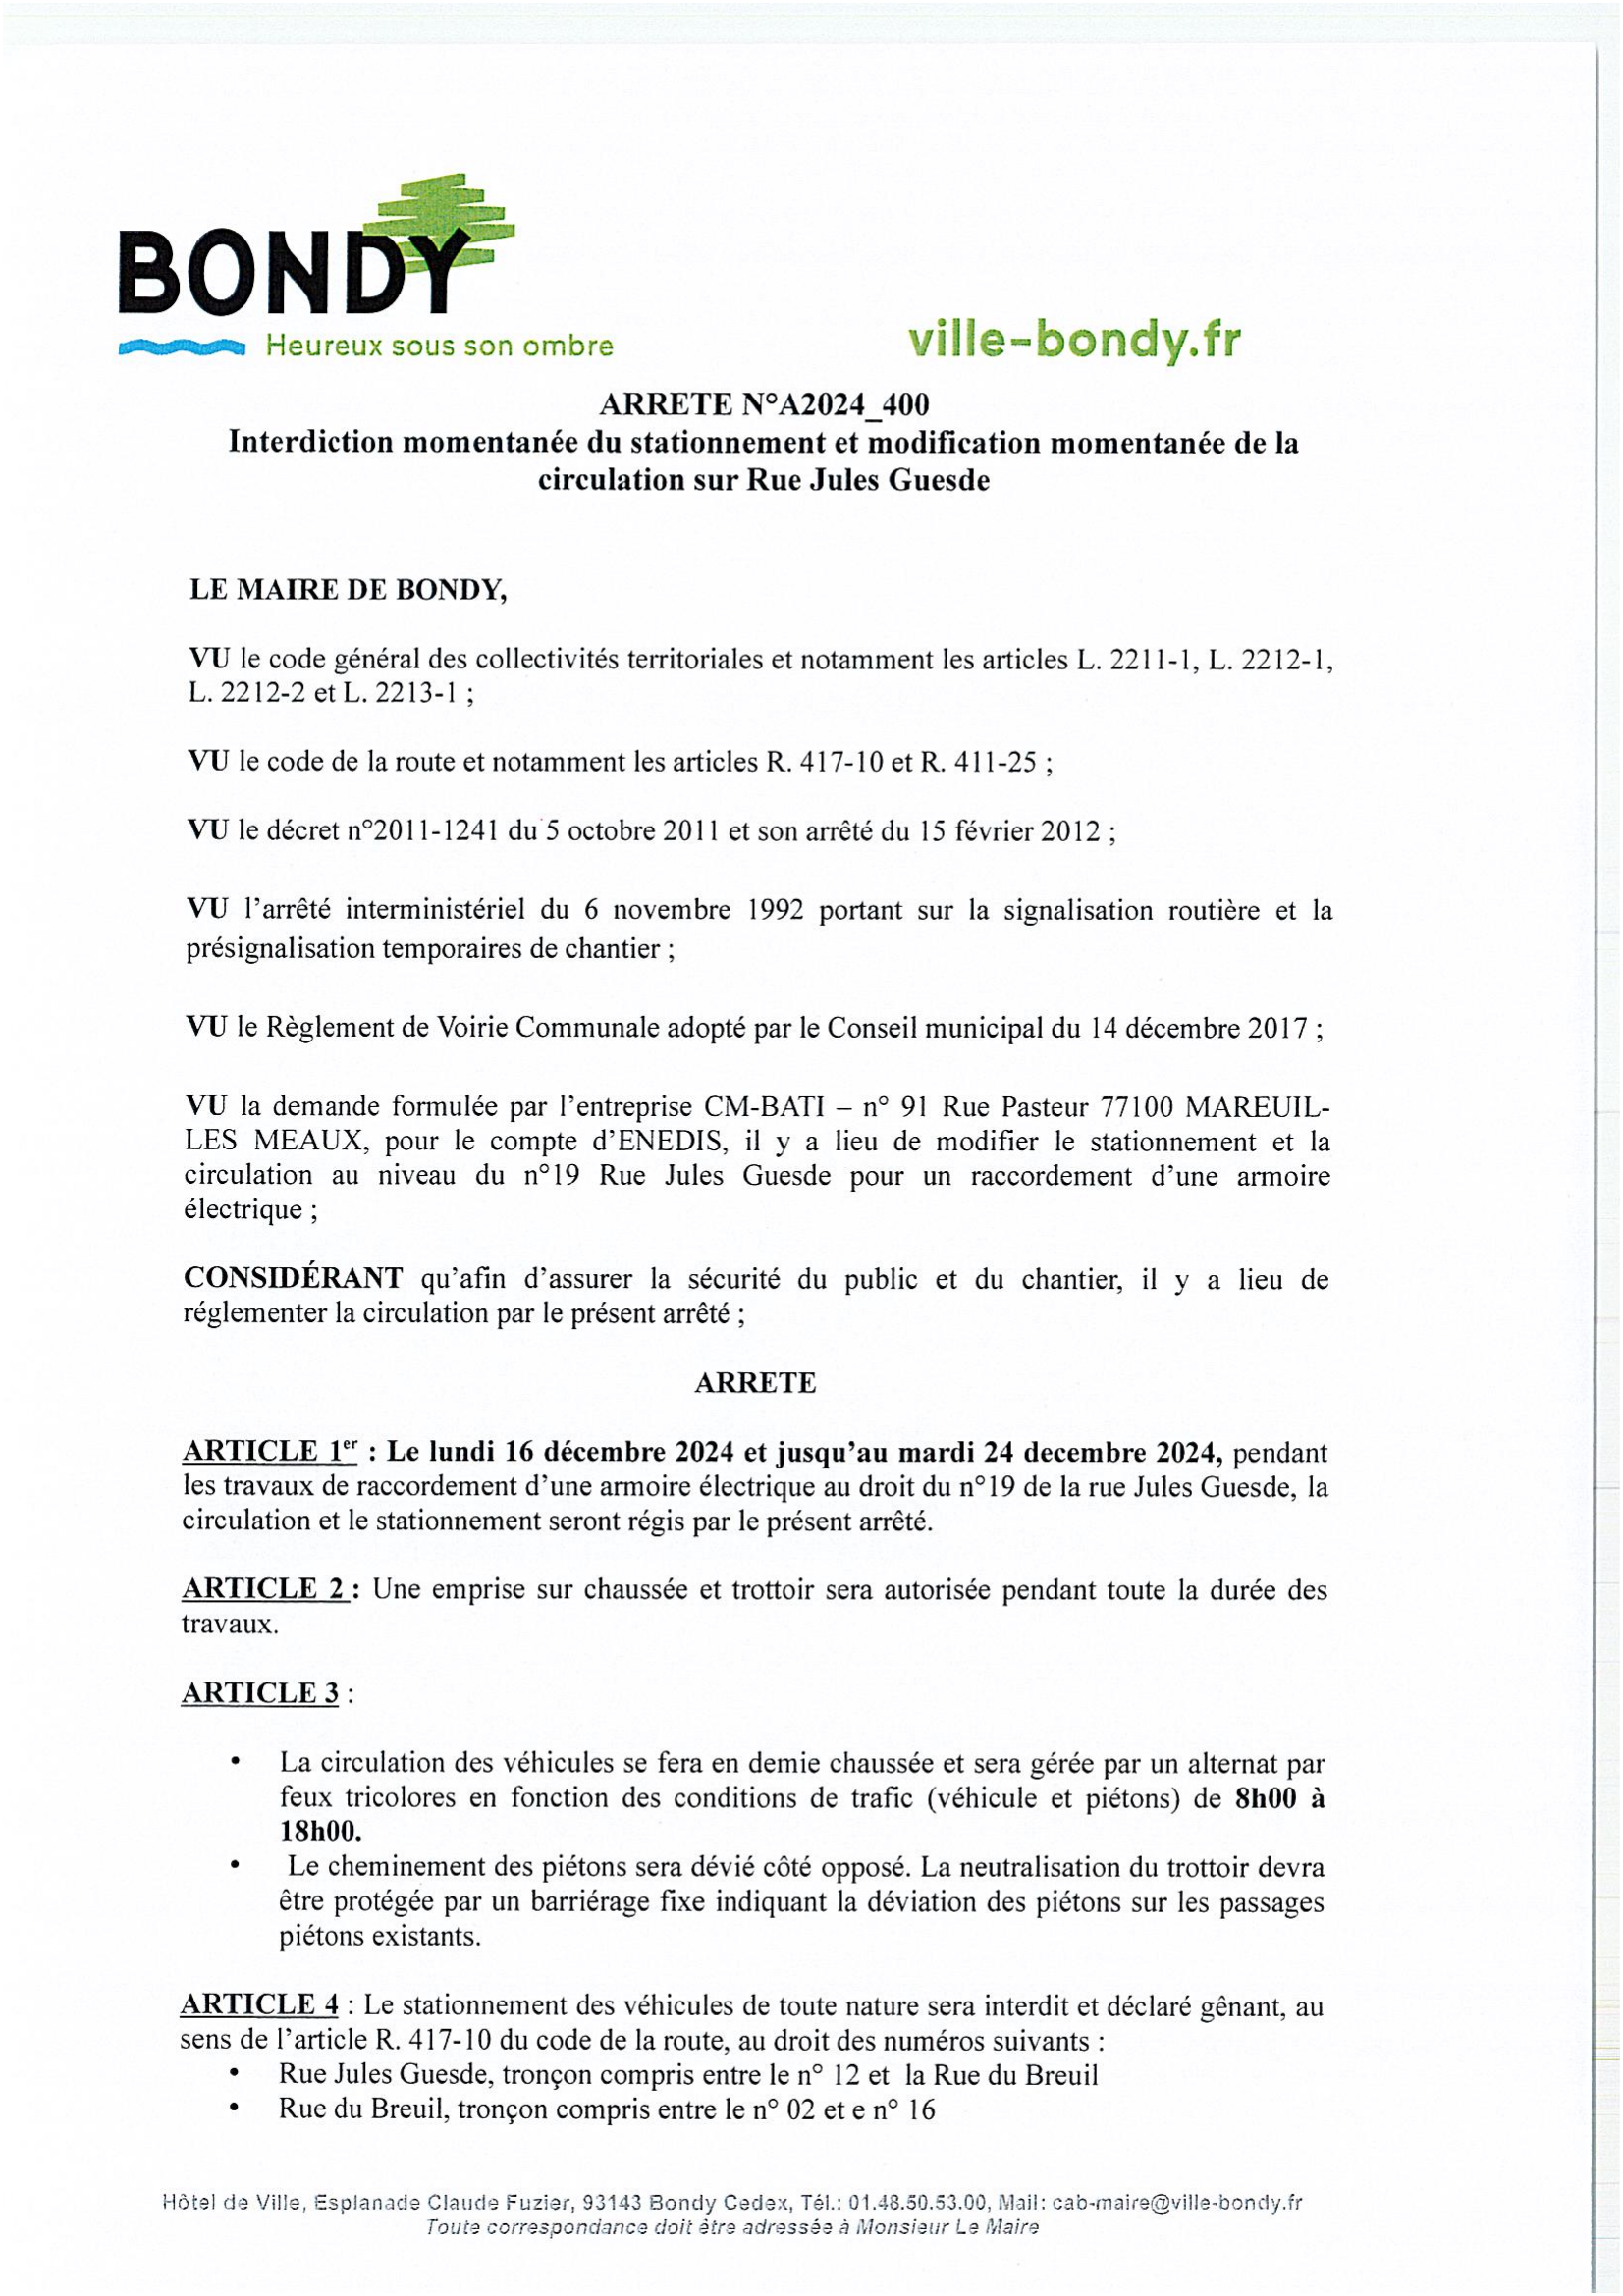 BONDY
Heureux sous son ombre
ville-bondy.fr
ARRETE N°A2024_400
Interdiction momentanée du stationnement et modification momentanée de la
circulation sur Rue Jules Guesde
LE MAIRE DE BONDY,
VU le code général des collectivités territoriales et notamment les articles L. 2211-1, L. 2212-1,
L. 2212-2 et L. 2213-1 ;
VU le code de la route et notamment les articles R. 417-10 et R. 411-25 ;
VU le décret n°2011-1241 du 5 octobre 2011 et son arrêté du 15 février 2012 ;
VU l’arrêté interministériel du 6 novembre 1992 portant sur la signalisation routière et la
présignalisation temporaires de chantier ;
VU le Règlement de Voirie Communale adopté par le Conseil municipal du 14 décembre 2017 ;
VU la demande formulée par l’entreprise CM-BATI – n° 91 Rue Pasteur 77100 MAREUIL-
LES MEAUX, pour le compte d’ENEDIS, il y a lieu de modifier le stationnement et la
circulation au niveau du n°19 Rue Jules Guesde pour un raccordement d’une armoire
électrique ;
CONSIDÉRANT qu’afin d’assurer la sécurité du public et du chantier, il y a lieu de
réglementer la circulation par le présent arrêté ;
ARRETE
ARTICLE 1er : Le lundi 16 décembre 2024 et jusqu’au mardi 24 decembre 2024, pendant
les travaux de raccordement d’une armoire électrique au droit du n°19 de la rue Jules Guesde, la
circulation et le stationnement seront régis par le présent arrêté.
ARTICLE 2 : Une emprise sur chaussée et trottoir sera autorisée pendant toute la durée des
travaux.
ARTICLE 3 :
• La circulation des véhicules se fera en demie chaussée et sera gérée par un alternat par
feux tricolores en fonction des conditions de trafic (véhicule et piétons) de 8h00 à
18h00.
• Le cheminement des piétons sera dévié côté opposé. La neutralisation du trottoir devra
être protégée par un barriérage fixe indiquant la déviation des piétons sur les passages
piétons existants.
ARTICLE 4 : Le stationnement des véhicules de toute nature sera interdit et déclaré gênant, au
sens de l’article R. 417-10 du code de la route, au droit des numéros suivants :
• Rue Jules Guesde, tronçon compris entre le n° 12 et la Rue du Breuil
• Rue du Breuil, tronçon compris entre le n° 02 et e n° 16
Hôtel de Ville, Esplanade Claude Fuzier, 93143 Bondy Cedex, Tél.: 01.48.50.53.00, Mail: cab-maire@ville-bondy.fr
Toute correspondance doit être adressée à Monsieur Le Maire